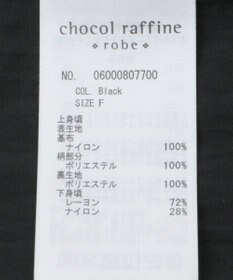 chocol raffine
❖ robe ❖
NO. 06000807700
COL. Black
SIZE F
上身頃
表生地
基布
ナイロン 100%
柄部分
ポリエステル 100%
裏生地
ポリエステル 100%
下身頃
レーヨン 72%
ナイロン 28%